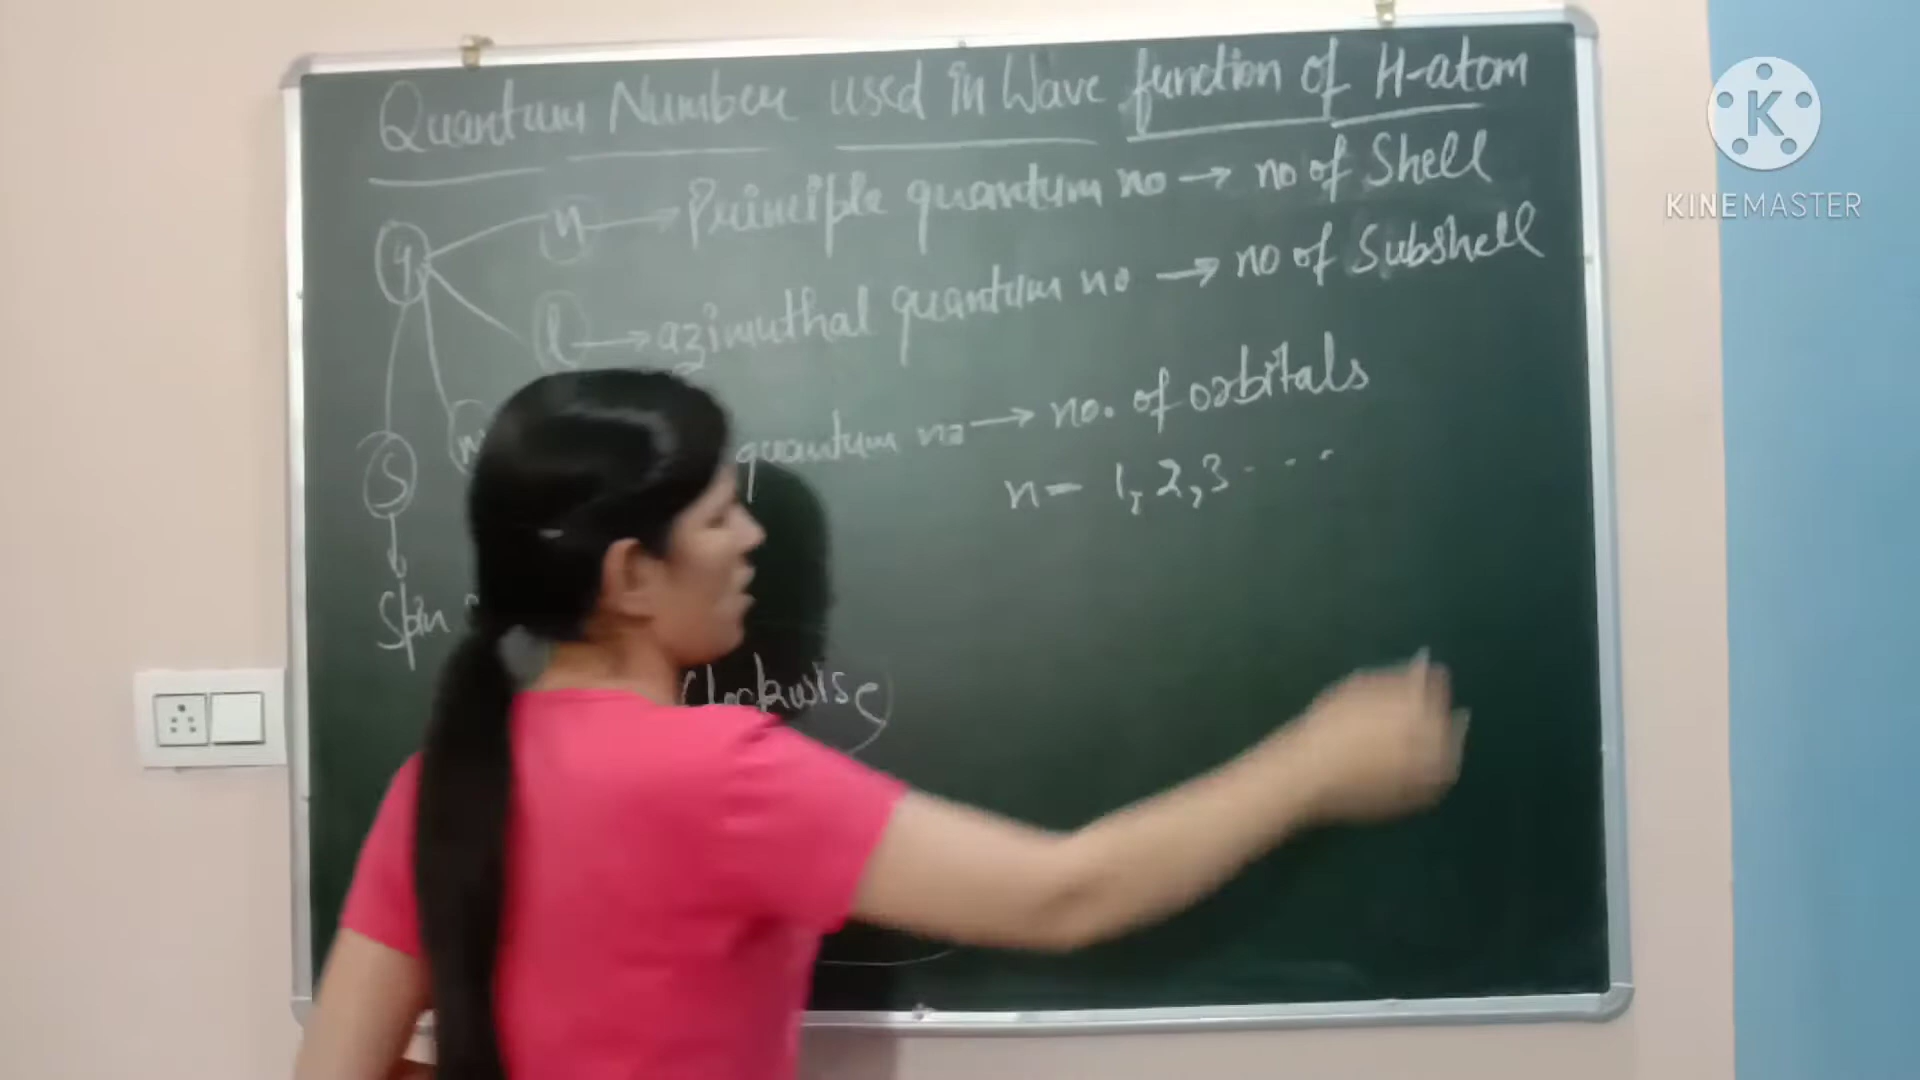 Quantum Number used in Wave function of H-atom
4
n → Principle quantum no → no of Shell
l → azimuthal quantum no → no of Subshell
m quantum no → no. of orbitals
n = 1, 2, 3 - - - -
S
Spin
Clockwise
KINEMASTER